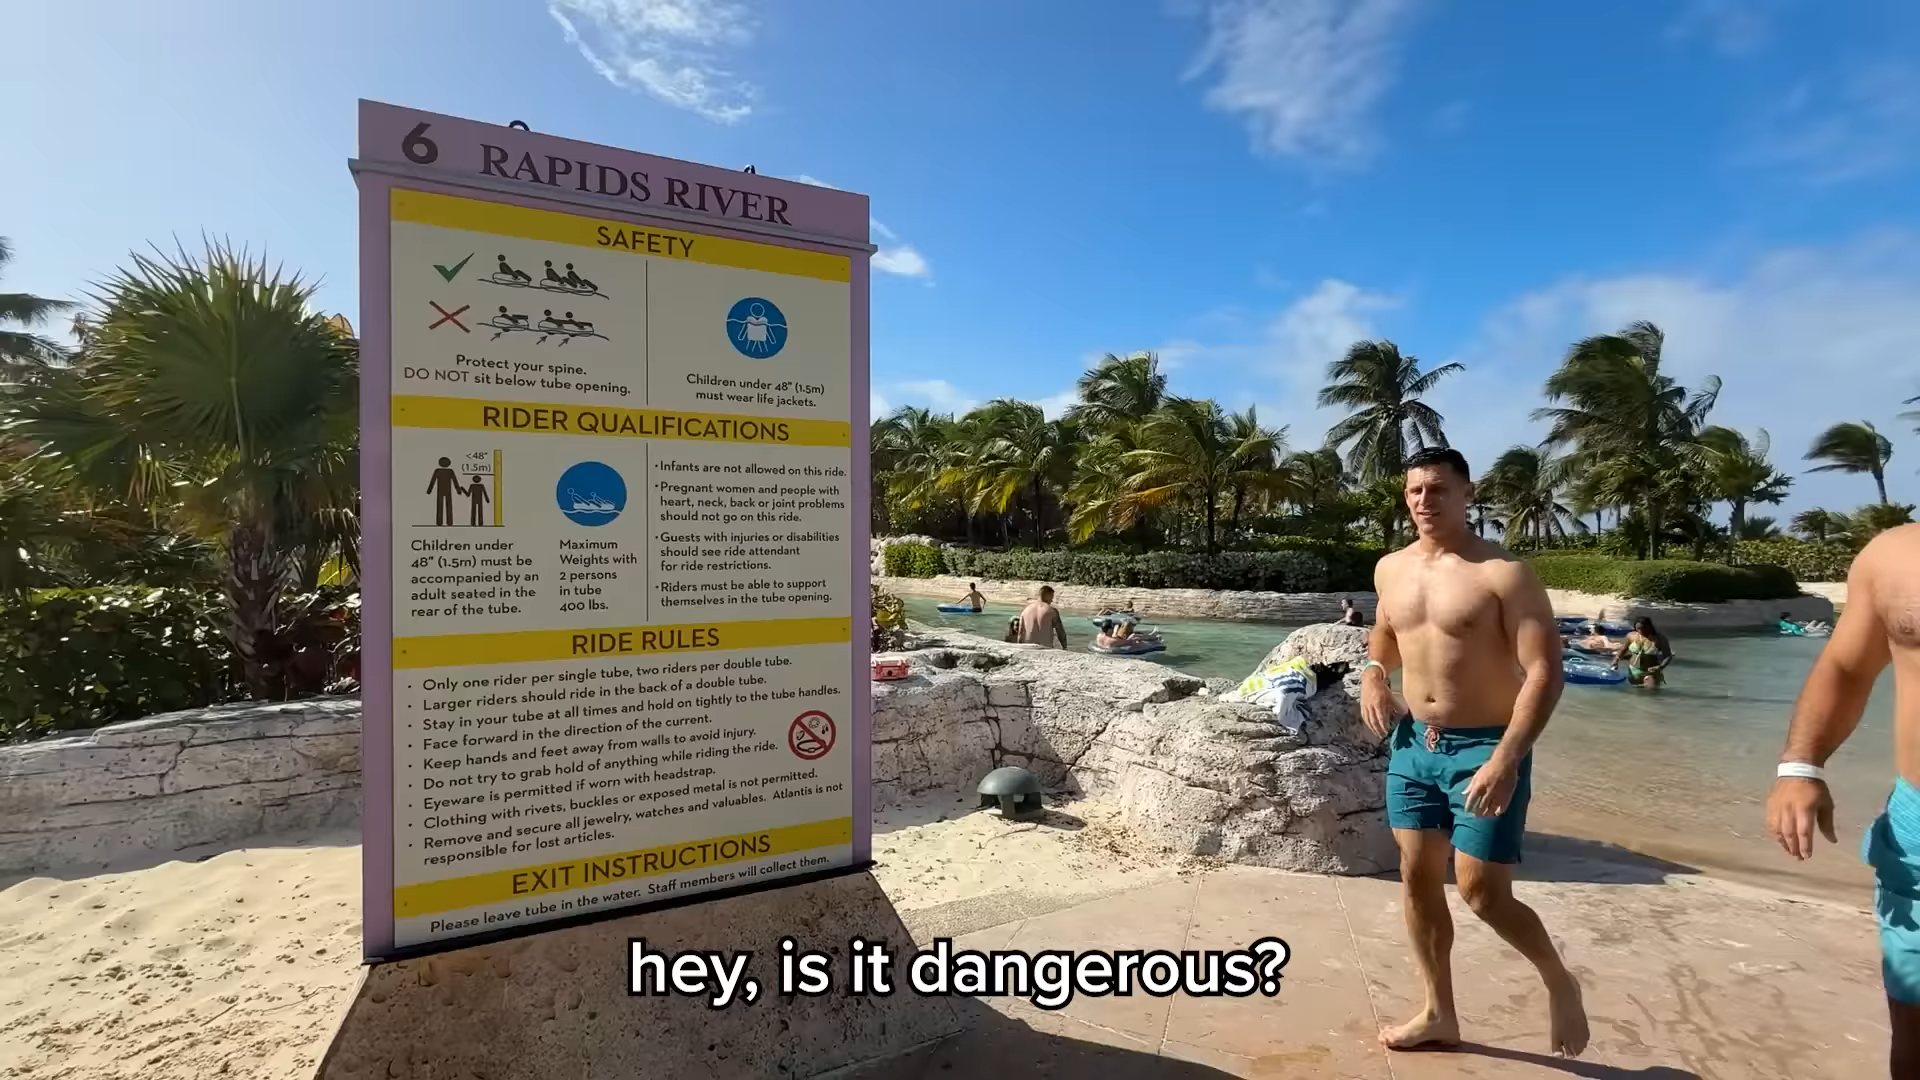 6 RAPIDS RIVER
SAFETY
Protect your spine.
DO NOT sit below tube opening.
Children under 48" (1.5m)
must wear life jackets.
RIDER QUALIFICATIONS
<48"
(1.5m)
Children under
48" (1.5m) must be
accompanied by an
adult seated in the
rear of the tube.
Maximum
Weights with
2 persons
in tube
400 lbs.
• Infants are not allowed on this ride.
• Pregnant women and people with
heart, neck, back or joint problems
should not go on this ride.
• Guests with injuries or disabilities
should see ride attendant
for ride restrictions.
• Riders must be able to support
themselves in the tube opening.
RIDE RULES
• Only one rider per single tube, two riders per double tube.
• Larger riders should ride in the back of a double tube.
• Stay in your tube at all times and hold on tightly to the tube handles.
• Face forward in the direction of the current.
• Keep hands and feet away from walls to avoid injury.
• Do not try to grab hold of anything while riding the ride.
• Eyeware is permitted if worn with headstrap.
• Clothing with rivets, buckles or exposed metal is not permitted.
• Remove and secure all jewelry, watches and valuables. Atlantis is not
responsible for lost articles.
EXIT INSTRUCTIONS
Please leave tube in the water. Staff members will collect them.
hey, is it dangerous?